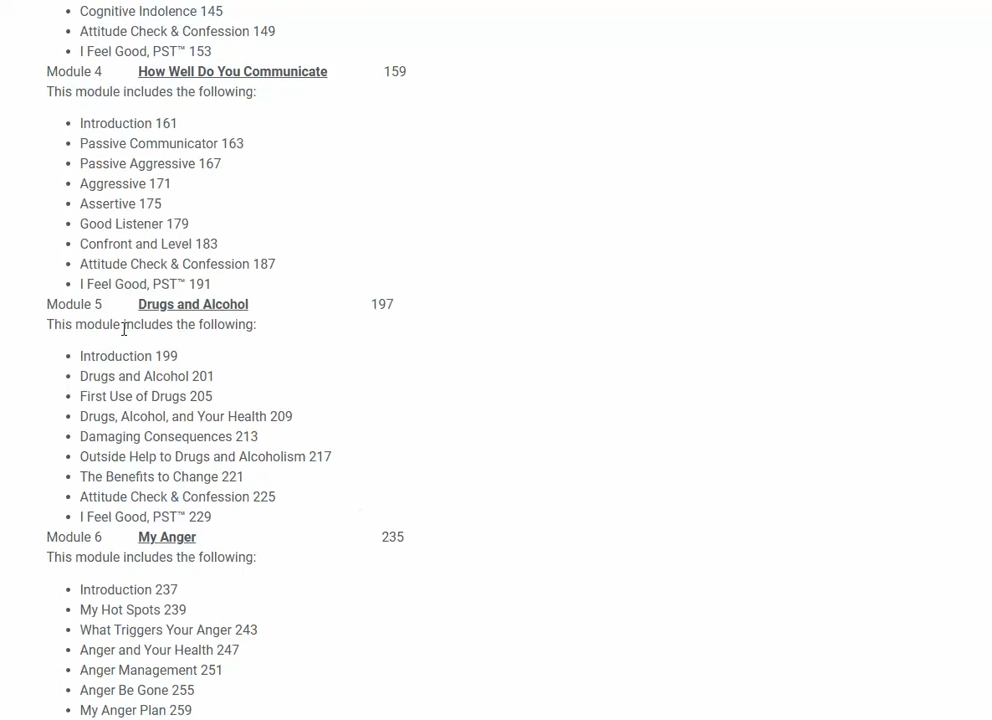 Cognitive Indolence 145
Attitude Check & Confession 149
I Feel Good, PST™ 153
Module 4 How Well Do You Communicate 159
This module includes the following:
Introduction 161
Passive Communicator 163
Passive Aggressive 167
Aggressive 171
Assertive 175
Good Listener 179
Confront and Level 183
Attitude Check & Confession 187
I Feel Good, PST™ 191
Module 5 Drugs and Alcohol 197
This module includes the following:
Introduction 199
Drugs and Alcohol 201
First Use of Drugs 205
Drugs, Alcohol, and Your Health 209
Damaging Consequences 213
Outside Help to Drugs and Alcoholism 217
The Benefits to Change 221
Attitude Check & Confession 225
I Feel Good, PST™ 229
Module 6 My Anger 235
This module includes the following:
Introduction 237
My Hot Spots 239
What Triggers Your Anger 243
Anger and Your Health 247
Anger Management 251
Anger Be Gone 255
My Anger Plan 259